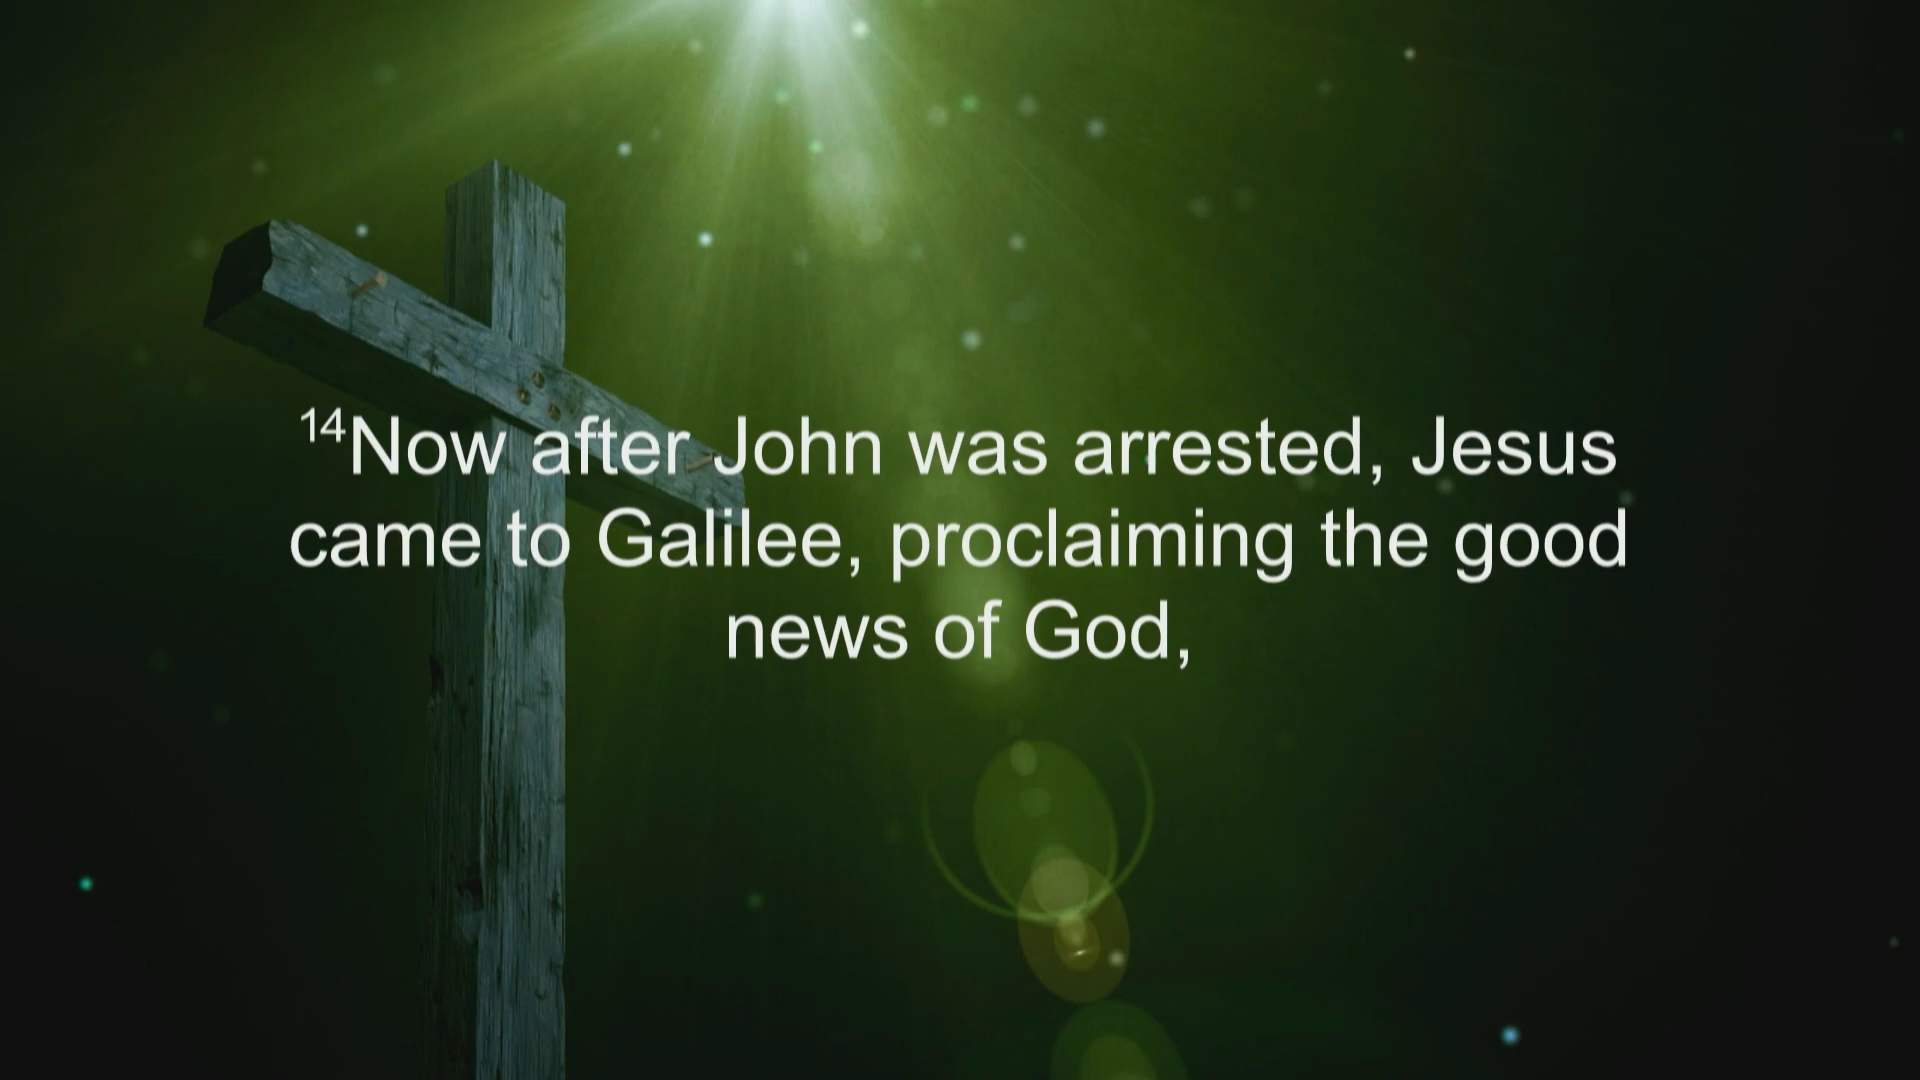 14Now after John was arrested, Jesus
came to Galilee, proclaiming the good
news of God,